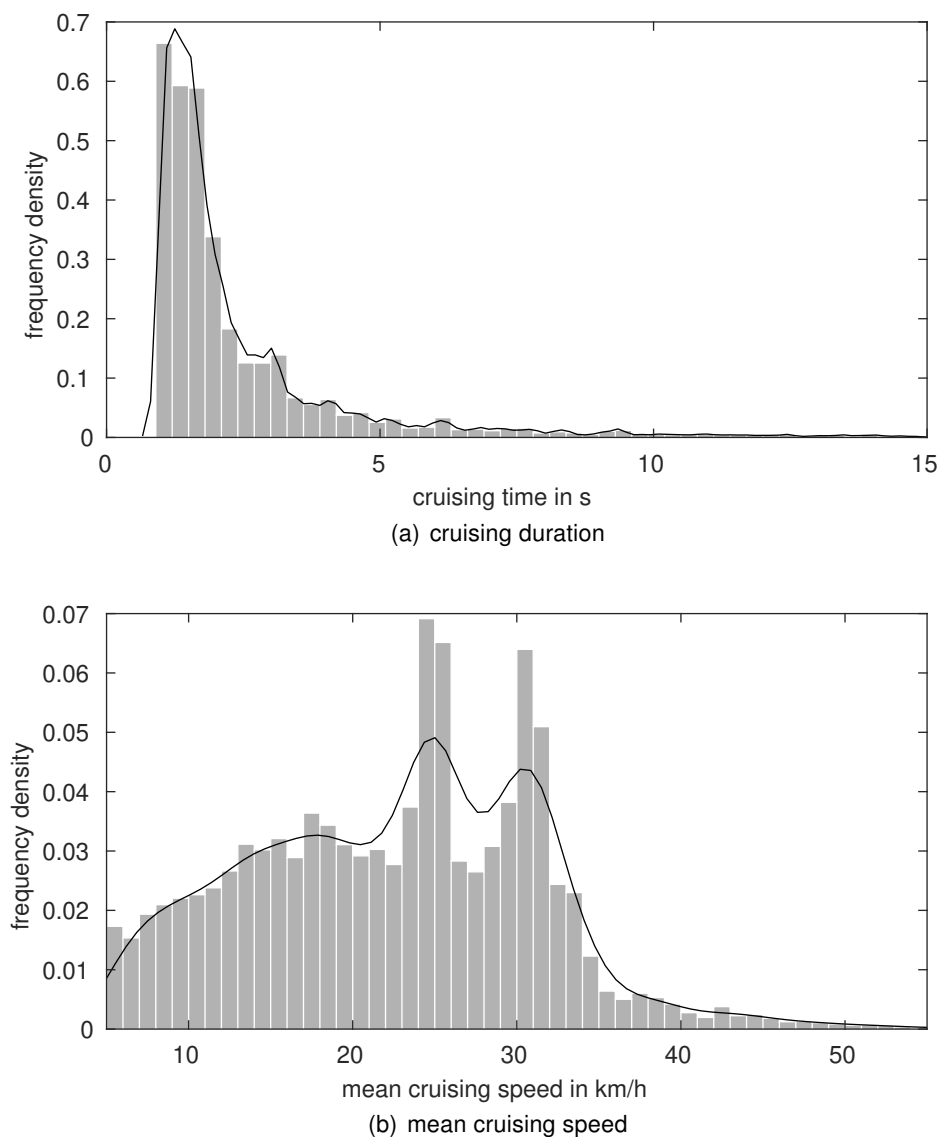 0.7
0.6
0.5
0.4
0.3
0.2
0.1
0
frequency density
0 5 10 15
cruising time in s
(a) cruising duration
0.07
0.06
0.05
0.04
0.03
0.02
0.01
0
frequency density
10 20 30 40 50
mean cruising speed in km/h
(b) mean cruising speed